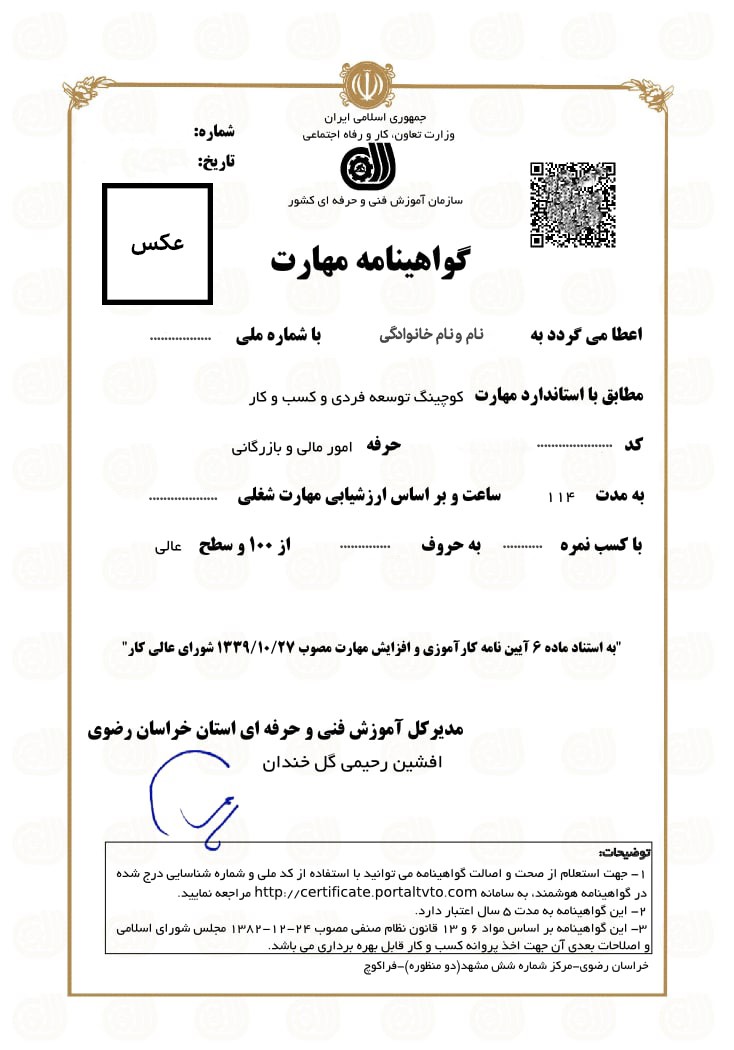 جمهوری اسلامی ایران
وزارت تعاون، کار و رفاه اجتماعی
شماره:
تاریخ:
سازمان آموزش فنی و حرفه ای کشور
عکس
گواهینامه مهارت
اعطا می گردد به نام و نام خانوادگی با شماره ملی .................
مطابق با استاندارد مهارت کوچینگ توسعه فردی و کسب و کار
کد ..................... حرفه امور مالی و بازرگانی
به مدت ۱۱۴ ساعت و بر اساس ارزشیابی مهارت شغلی ...................
با کسب نمره ........... به حروف .............. از ۱۰۰ و سطح عالی
"به استناد ماده ۶ آیین نامه کارآموزی و افزایش مهارت مصوب ۱۳۳۹/۱۰/۲۷ شورای عالی کار"
مدیرکل آموزش فنی و حرفه ای استان خراسان رضوی
افشین رحیمی گل خندان
توضیحات:
۱- جهت استعلام از صحت و اصالت گواهینامه می توانید با استفاده از کد ملی و شماره شناسایی درج شده
در گواهینامه هوشمند، به سامانه http://certificate.portaltvto.com مراجعه نمایید.
۲- این گواهینامه به مدت ۵ سال اعتبار دارد.
۳- این گواهینامه بر اساس مواد ۶ و ۱۳ قانون نظام صنفی مصوب ۲۴-۱۲-۱۳۸۲ مجلس شورای اسلامی
و اصلاحات بعدی آن جهت اخذ پروانه کسب و کار قابل بهره برداری می باشد.
خراسان رضوی-مرکز شماره شش مشهد(دو منظوره)-فراکوچ